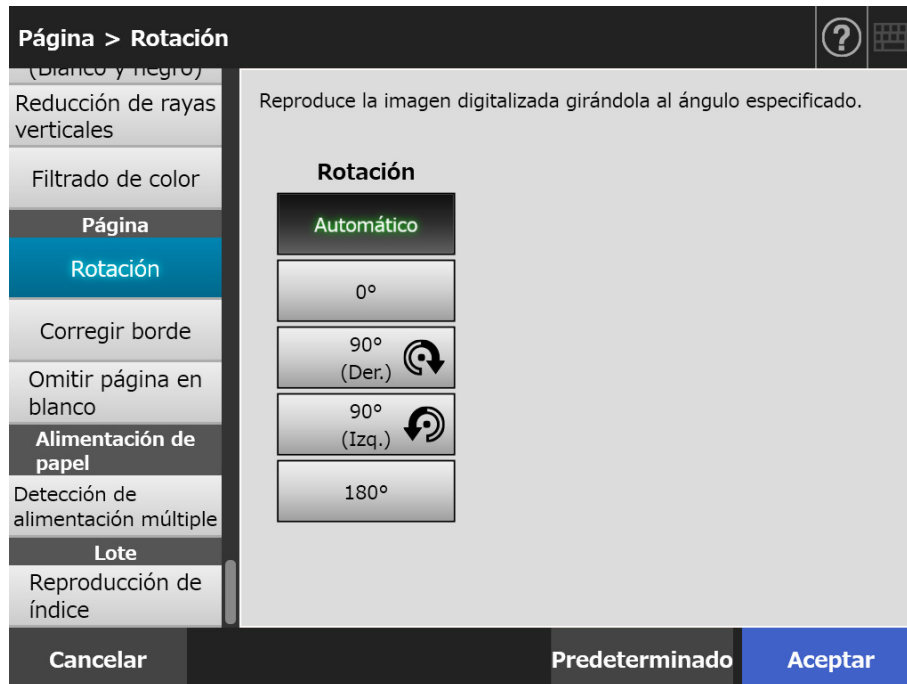 Página > Rotación
?
(Blanco y negro)
Reducción de rayas
verticales
Filtrado de color
Página
Rotación
Corregir borde
Omitir página en
blanco
Alimentación de
papel
Detección de
alimentación múltiple
Lote
Reproducción de
índice
Reproduce la imagen digitalizada girándola al ángulo especificado.
Rotación
Automático
0°
90°
(Der.)
90°
(Izq.)
180°
Cancelar
Predeterminado
Aceptar